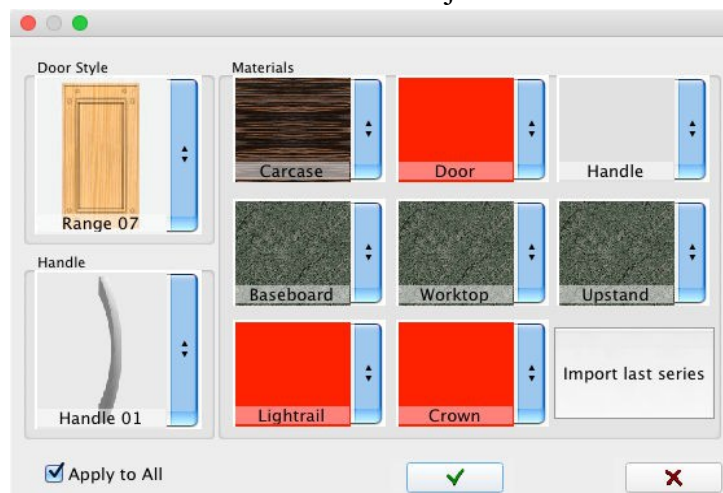 Door Style
Materials
Range 07
Carcase
Door
Handle
Baseboard
Worktop
Upstand
Handle
Handle 01
Lightrail
Crown
Import last series
Apply to All